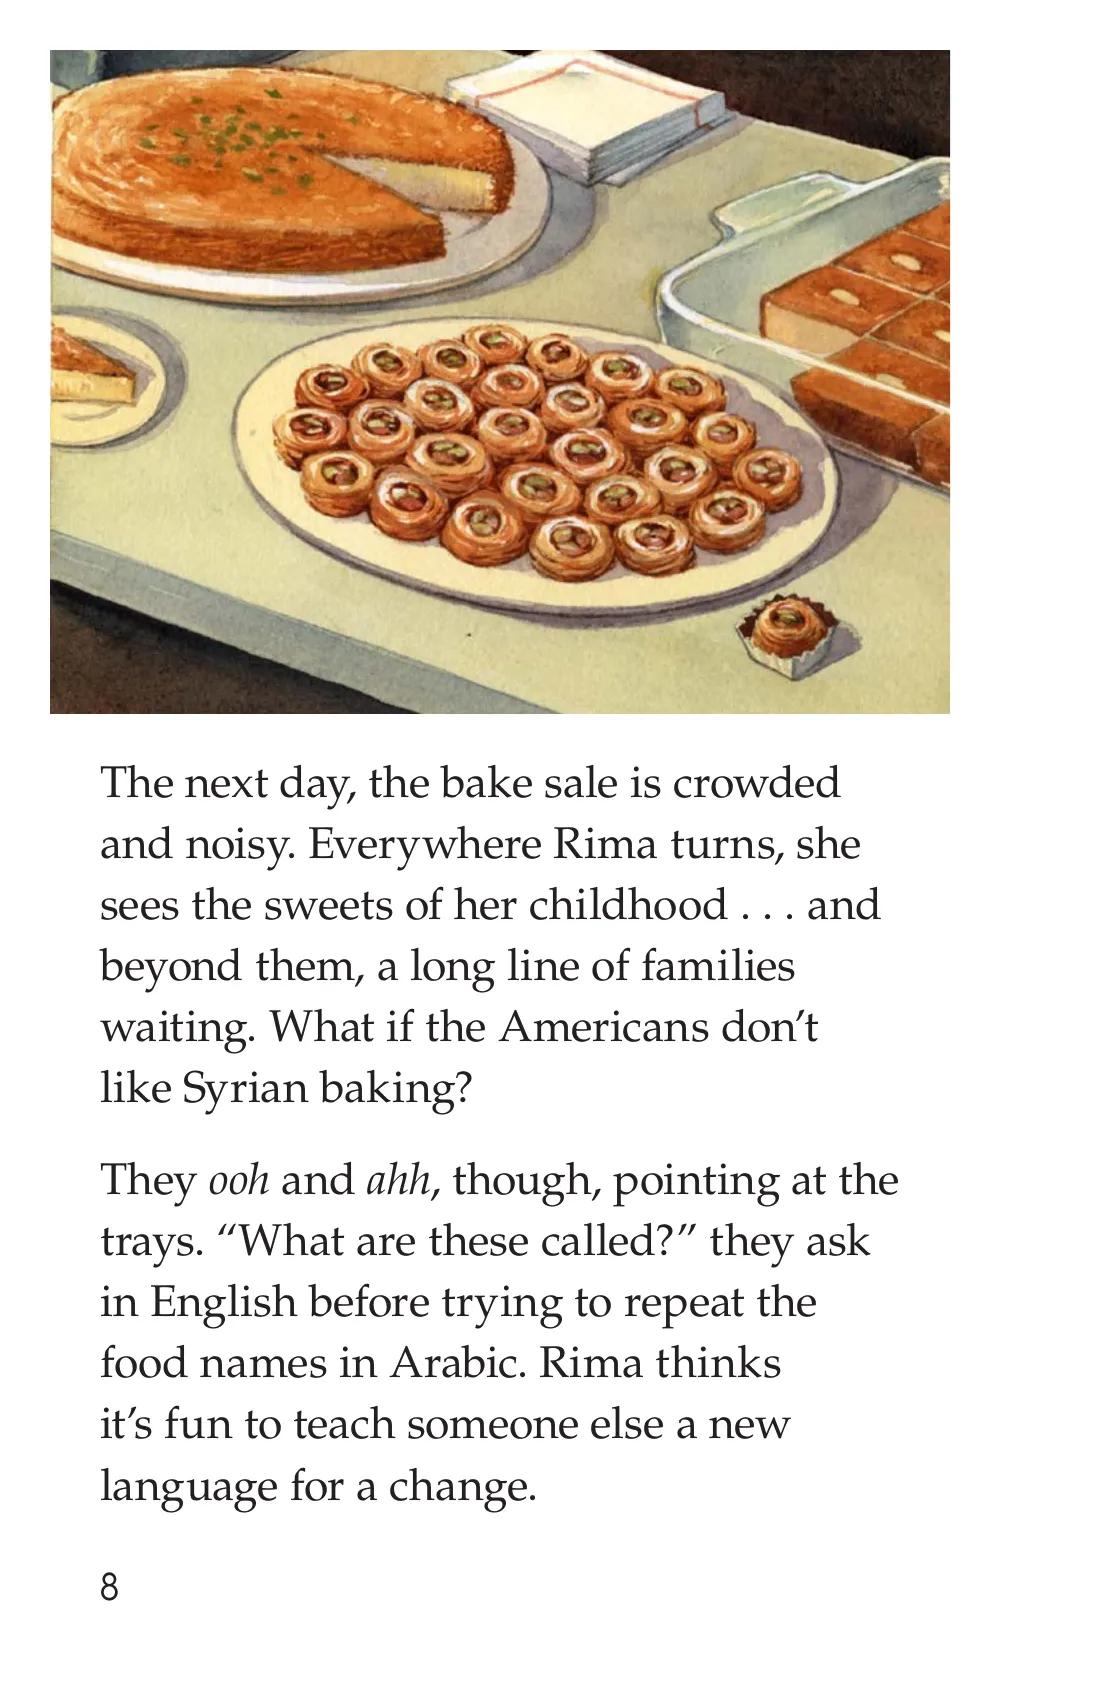 The next day, the bake sale is crowded
and noisy. Everywhere Rima turns, she
sees the sweets of her childhood . . . and
beyond them, a long line of families
waiting. What if the Americans don’t
like Syrian baking?
They ooh and ahh, though, pointing at the
trays. “What are these called?” they ask
in English before trying to repeat the
food names in Arabic. Rima thinks
it’s fun to teach someone else a new
language for a change.
8